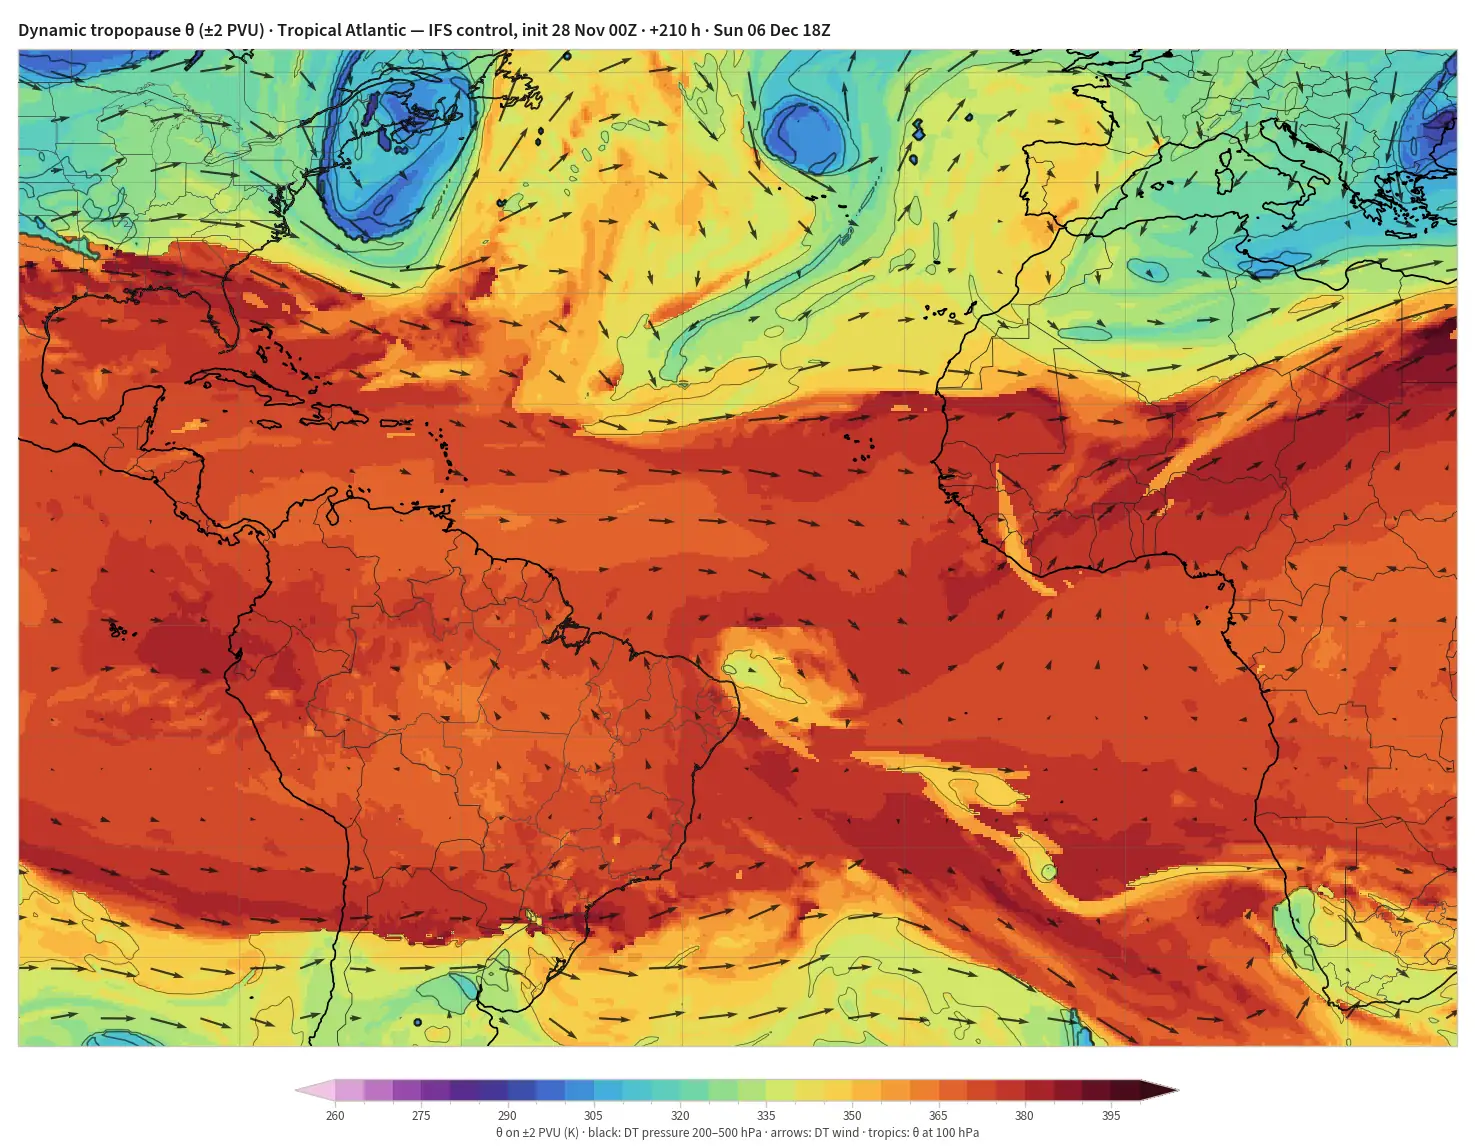 Dynamic tropopause θ (±2 PVU) · Tropical Atlantic — IFS control, init 28 Nov 00Z · +210 h · Sun 06 Dec 18Z
260 275 290 305 320 335 350 365 380 395
θ on ±2 PVU (K) · black: DT pressure 200–500 hPa · arrows: DT wind · tropics: θ at 100 hPa